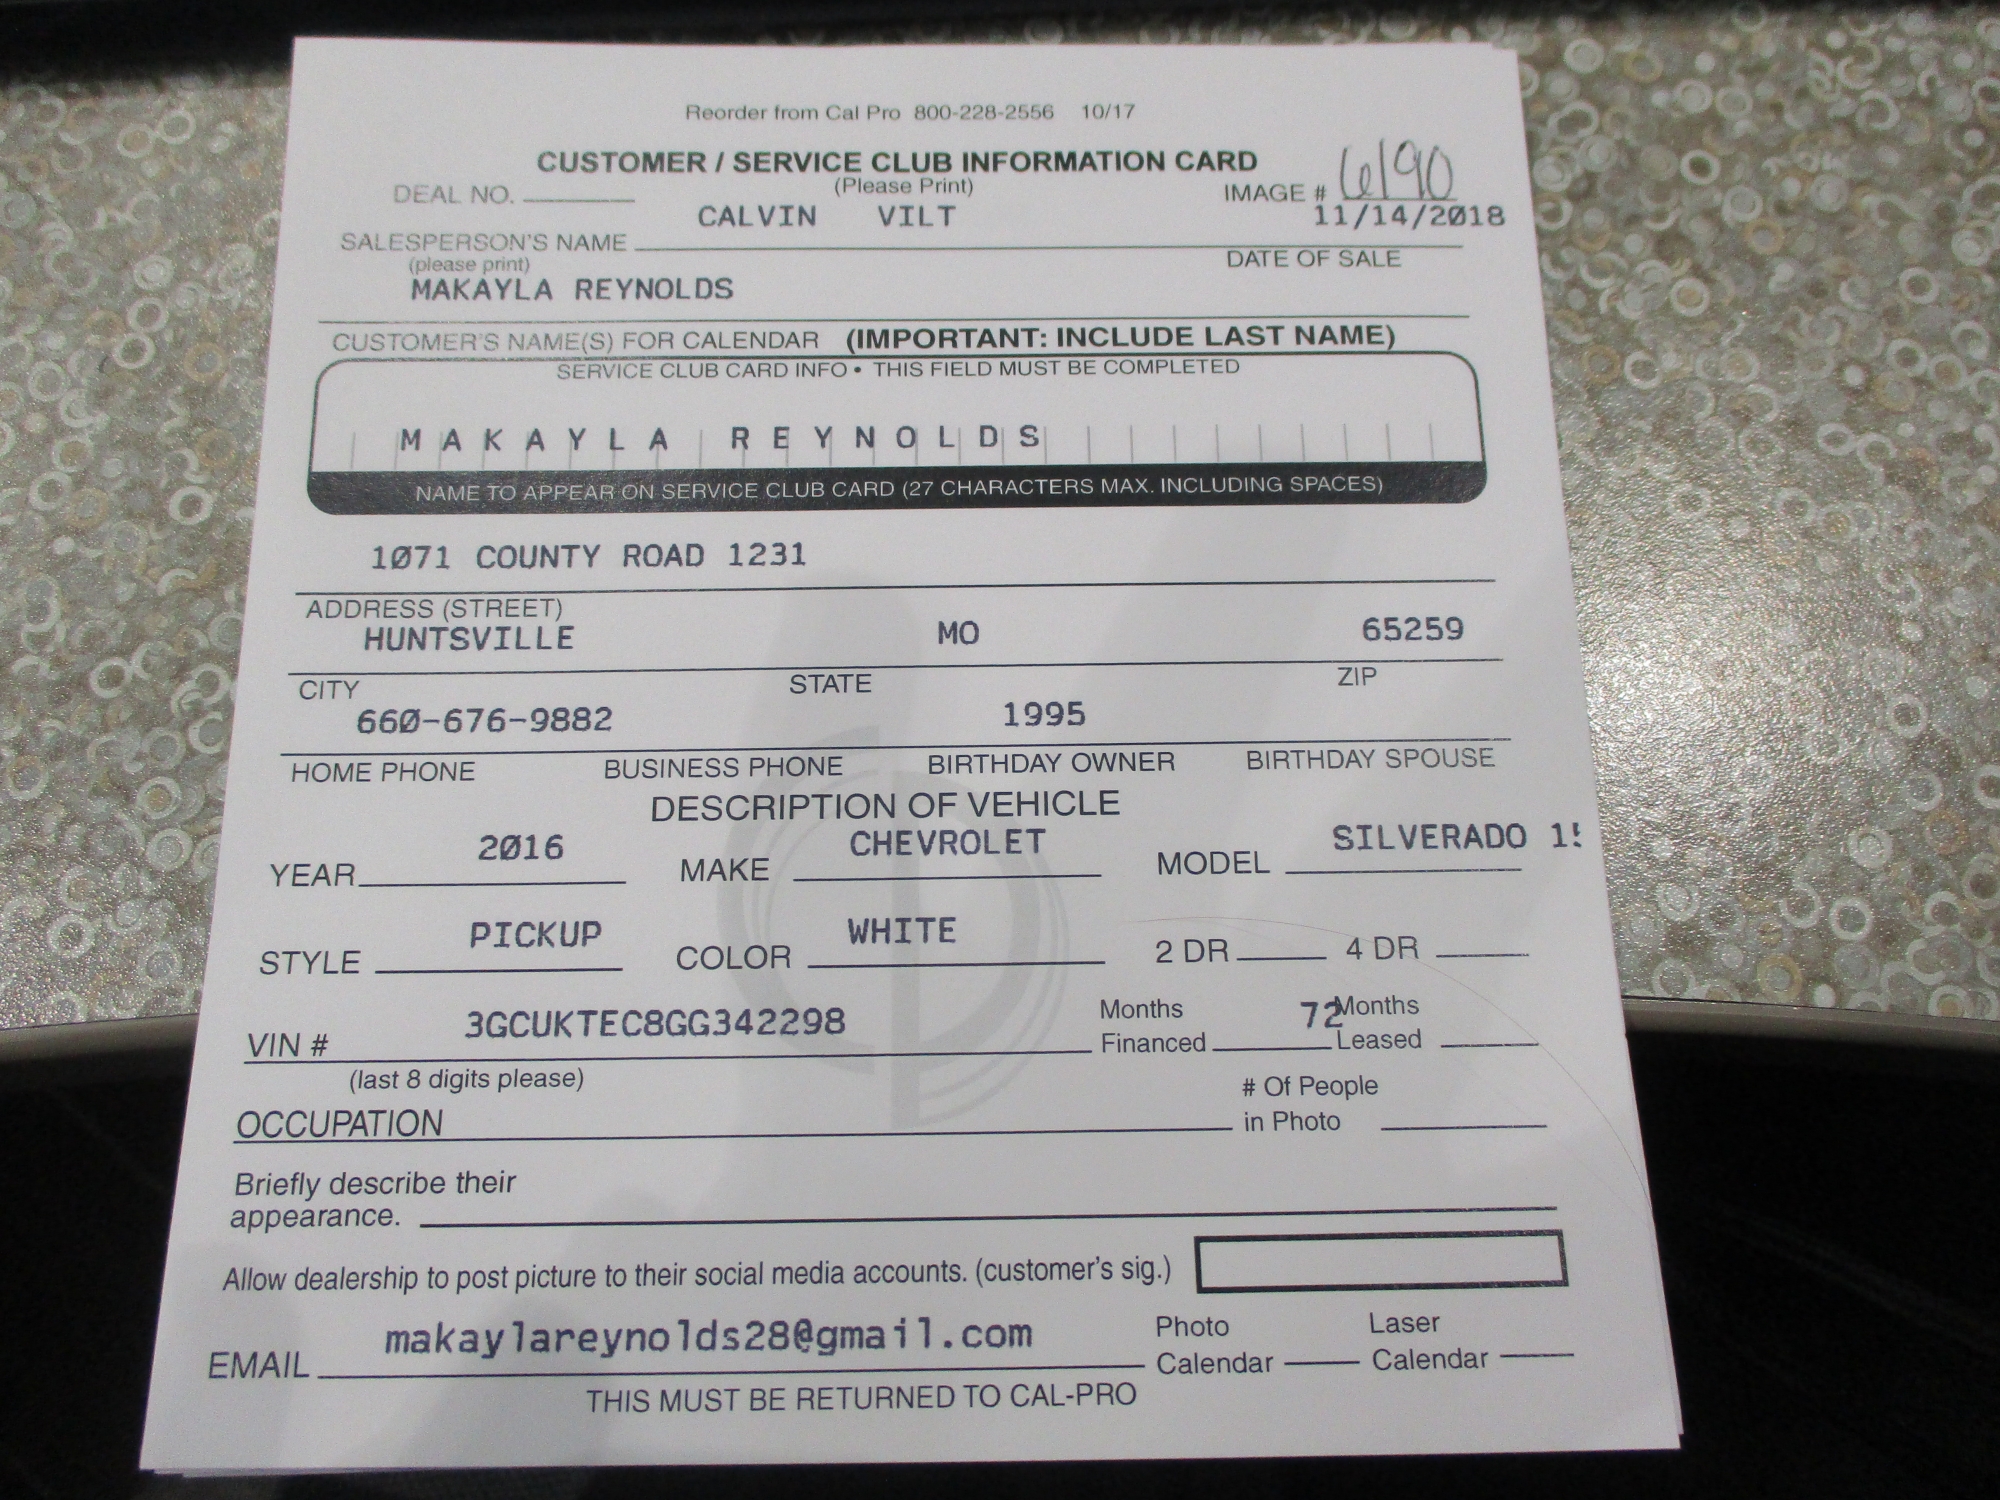 Reorder from Cal Pro 800-228-2556 10/17
CUSTOMER / SERVICE CLUB INFORMATION CARD
(Please Print)
DEAL NO.
IMAGE # 6190
CALVIN VILT
11/14/2018
SALESPERSON'S NAME
(please print)
DATE OF SALE
MAKAYLA REYNOLDS
CUSTOMER'S NAME(S) FOR CALENDAR (IMPORTANT: INCLUDE LAST NAME)
SERVICE CLUB CARD INFO • THIS FIELD MUST BE COMPLETED
MAKAYLA REYNOLDS
NAME TO APPEAR ON SERVICE CLUB CARD (27 CHARACTERS MAX. INCLUDING SPACES)
1071 COUNTY ROAD 1231
ADDRESS (STREET)
HUNTSVILLE MO 65259
CITY STATE ZIP
660-676-9882 1995
HOME PHONE BUSINESS PHONE BIRTHDAY OWNER BIRTHDAY SPOUSE
DESCRIPTION OF VEHICLE
YEAR 2016 MAKE CHEVROLET MODEL SILVERADO
STYLE PICKUP COLOR WHITE 2 DR 4 DR
VIN # 3GCUKTEC8GG342298 Months Financed 72 Months Leased
(last 8 digits please)
OCCUPATION # Of People in Photo
Briefly describe their
appearance.
Allow dealership to post picture to their social media accounts. (customer's sig.)
EMAIL makaylareynolds28@gmail.com Photo Calendar Laser Calendar
THIS MUST BE RETURNED TO CAL-PRO